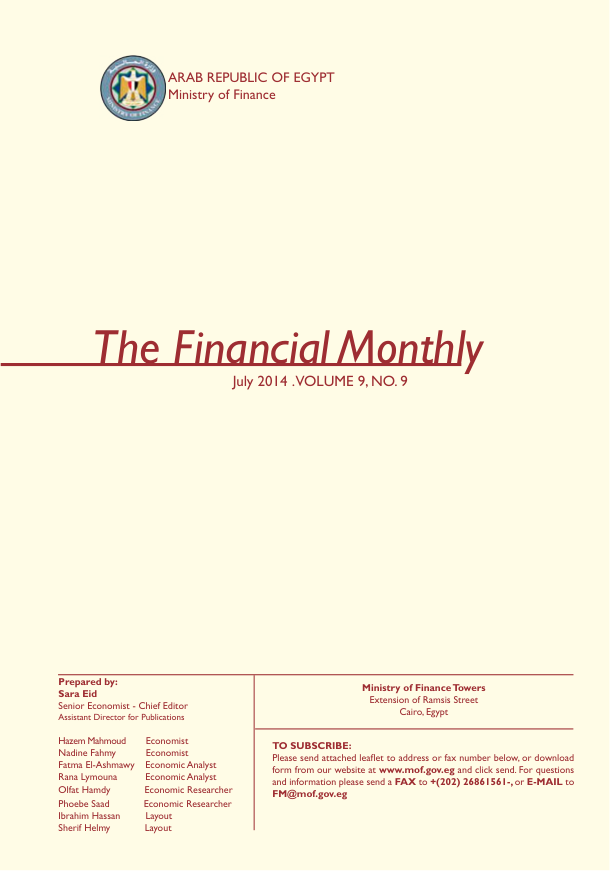 ARAB REPUBLIC OF EGYPT
Ministry of Finance
MINISTRY OF FINANCE
The Financial Monthly
July 2014 . VOLUME 9, NO. 9
Prepared by:
Sara Eid
Senior Economist - Chief Editor
Assistant Director for Publications
Hazem Mahmoud Economist
Nadine Fahmy Economist
Fatma El-Ashmawy Economic Analyst
Rana Lymouna Economic Analyst
Olfat Hamdy Economic Researcher
Phoebe Saad Economic Researcher
Ibrahim Hassan Layout
Sherif Helmy Layout
Ministry of Finance Towers
Extension of Ramsis Street
Cairo, Egypt
TO SUBSCRIBE:
Please send attached leaflet to address or fax number below, or download
form from our website at www.mof.gov.eg and click send. For questions
and information please send a FAX to +(202) 26861561-, or E-MAIL to
FM@mof.gov.eg